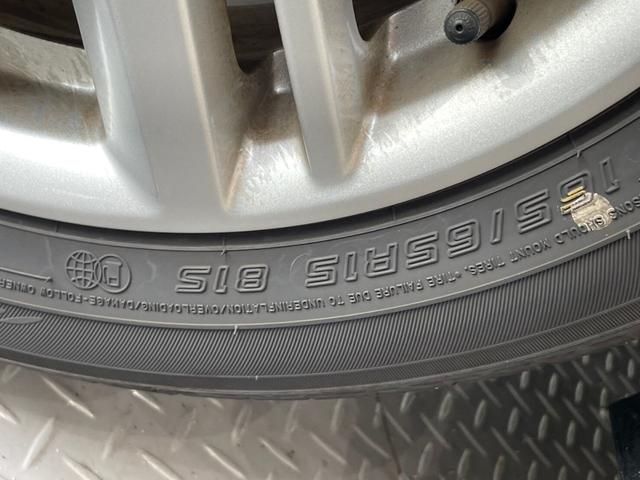 165/65R15 81S
SONS SHOULD MOUNT TIRES. •TIRE FAILURE DUE TO UNDERINFLATION/OVERLOADING/DAMAGE-FOLLOW OWNER